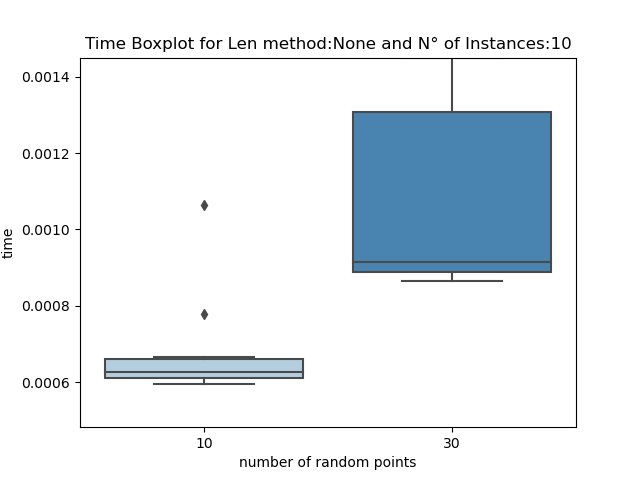 Time Boxplot for Len method:None and N° of Instances:10
0.0014
0.0012
0.0010
0.0008
0.0006
time
10
30
number of random points